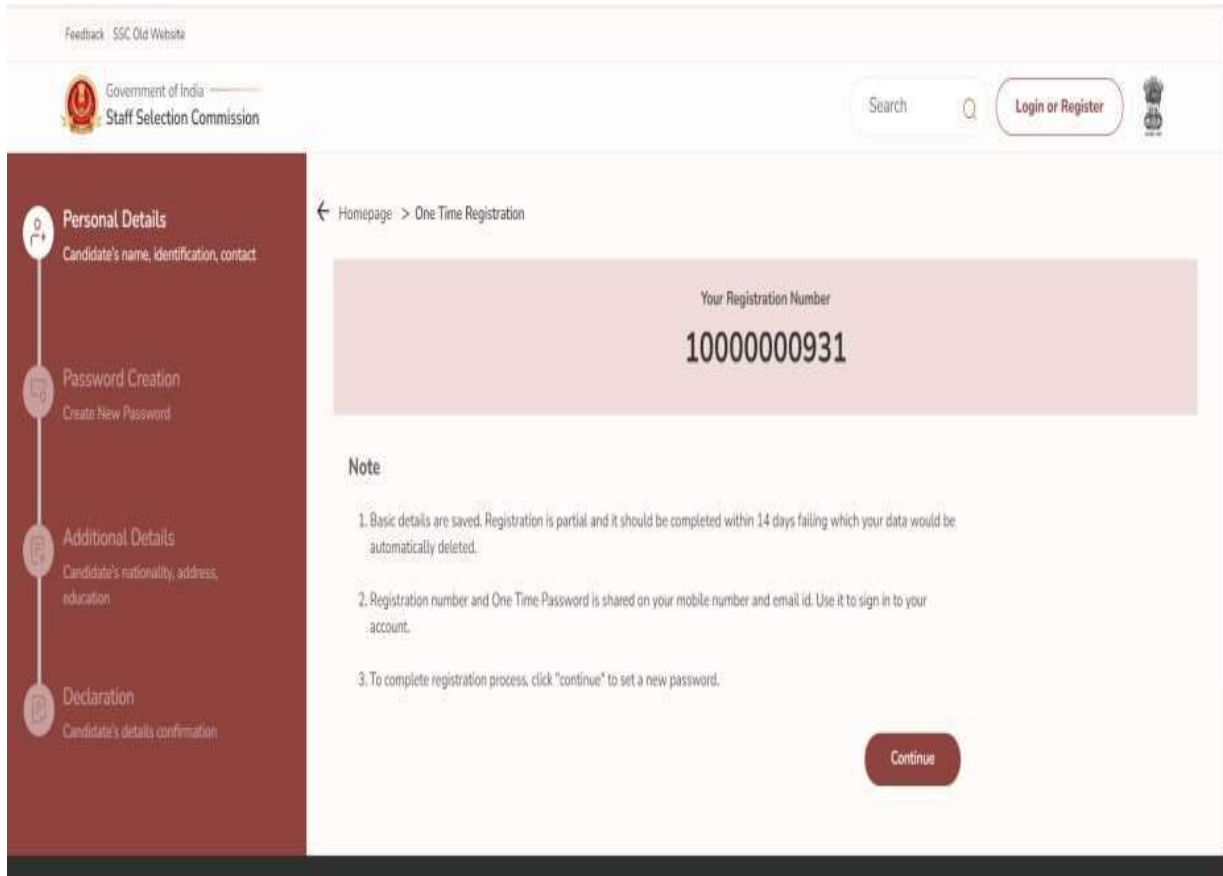 Feedback SSC Old Website
Government of India
Staff Selection Commission
Search
Login or Register
Personal Details
Candidate's name, identification, contact
Password Creation
Create New Password
Additional Details
Candidate's nationality, address,
education
Declaration
Candidate's details confirmation
Homepage > One Time Registration
Your Registration Number
10000000931
Note
1. Basic details are saved. Registration is partial and it should be completed within 14 days failing which your data would be
automatically deleted.
2. Registration number and One Time Password is shared on your mobile number and email id. Use it to sign in to your
account.
3. To complete registration process, click "continue" to set a new password.
Continue